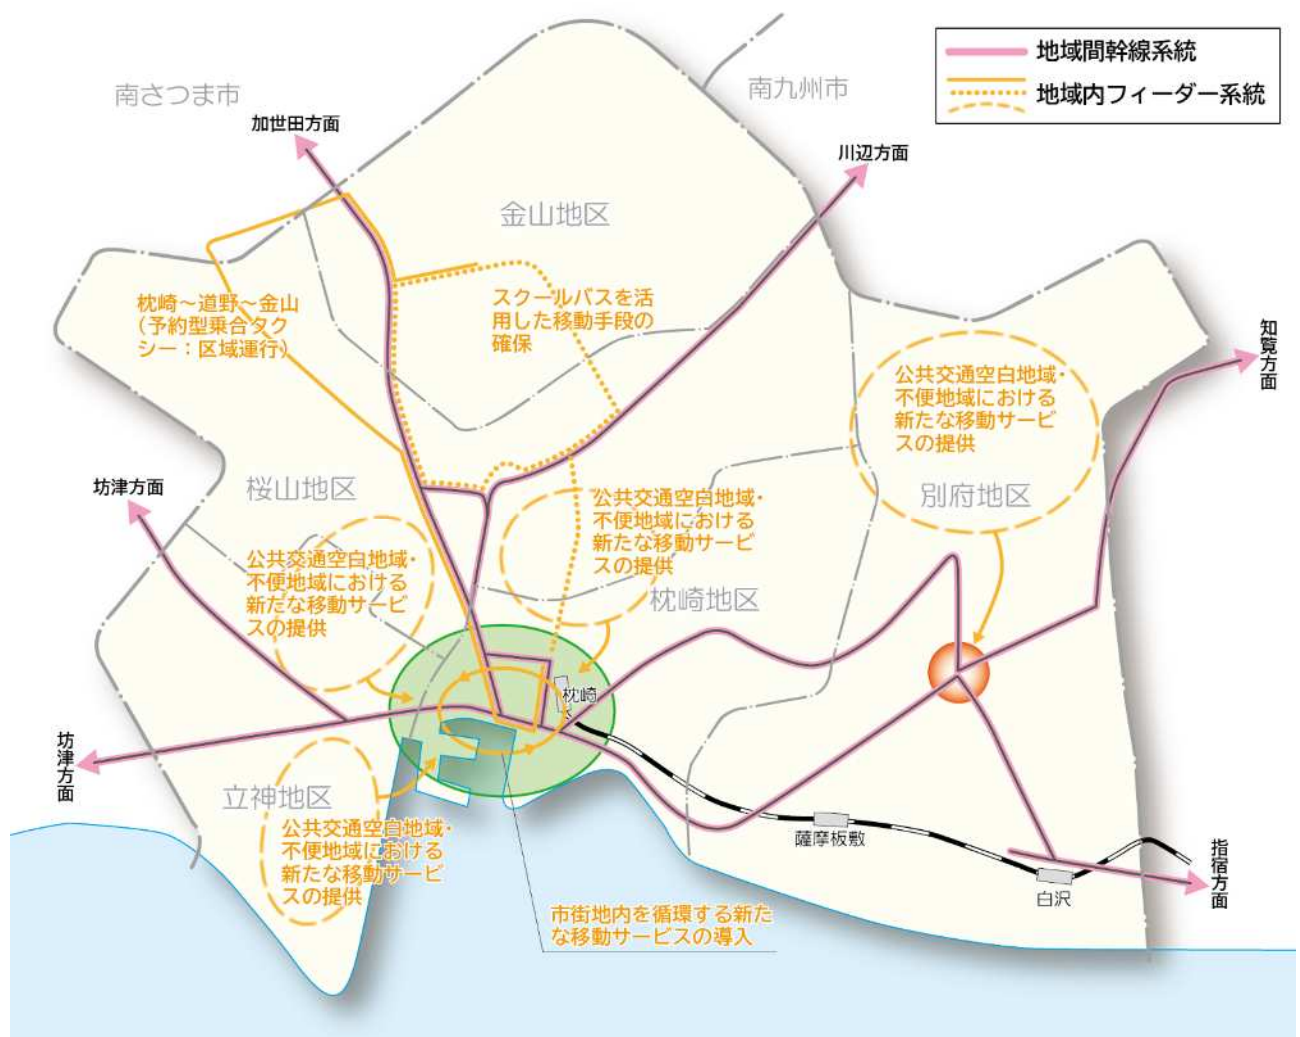 地域間幹線系統
地域内フィーダー系統
南さつま市
南九州市
加世田方面
川辺方面
金山地区
枕崎～道野～金山
(予約型乗合タク
シー：区域運行)
スクールバスを活
用した移動手段の
確保
知覧方面
公共交通空白地域・
不便地域における
新たな移動サービ
スの提供
別府地区
坊津方面
桜山地区
公共交通空白地域・
不便地域における
新たな移動サービ
スの提供
公共交通空白地域・
不便地域における
新たな移動サービ
スの提供
枕崎地区
枕崎
坊津方面
立神地区
公共交通空白地域・
不便地域における
新たな移動サービ
スの提供
薩摩板敷
白沢
指宿方面
市街地内を循環する新た
な移動サービスの導入